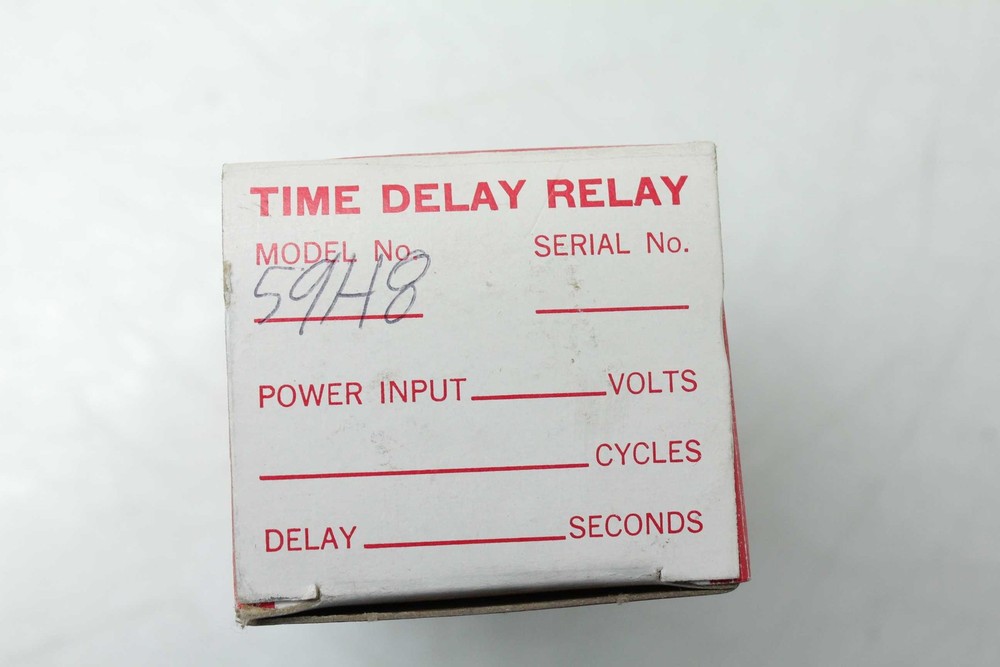 TIME DELAY RELAY
MODEL No. SERIAL No.
59H8
POWER INPUT VOLTS
CYCLES
DELAY SECONDS